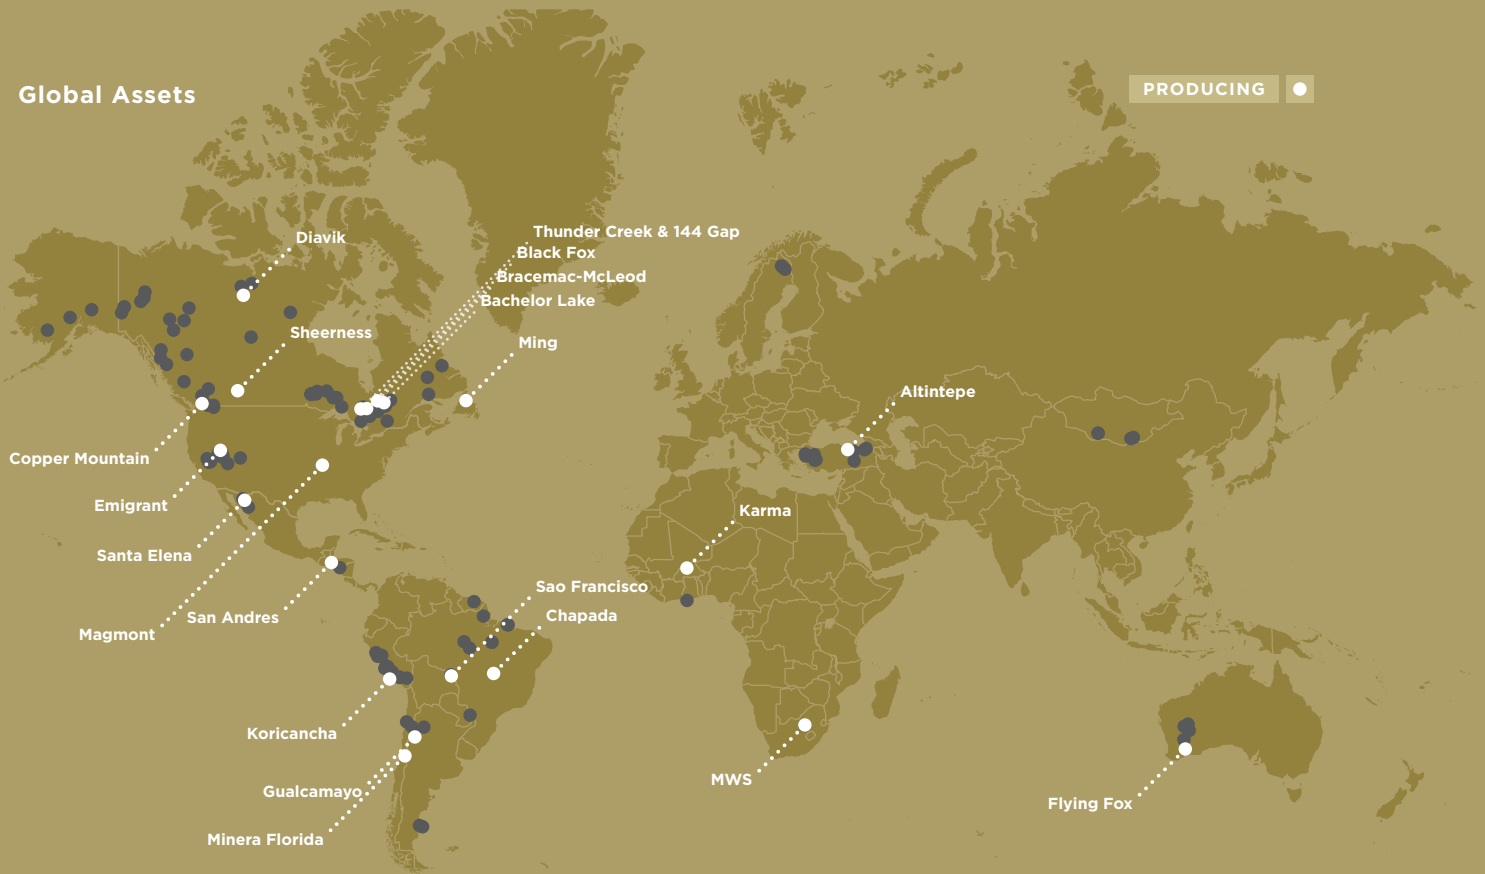 Global Assets
PRODUCING
Thunder Creek & 144 Gap
Diavik
Black Fox
Bracemac-McLeod
Bachelor Lake
Sheerness
Ming
Altintepe
Copper Mountain
Emigrant
Karma
Santa Elena
Sao Francisco
Chapada
San Andres
Magmont
Koricancha
MWS
Gualcamayo
Flying Fox
Minera Florida